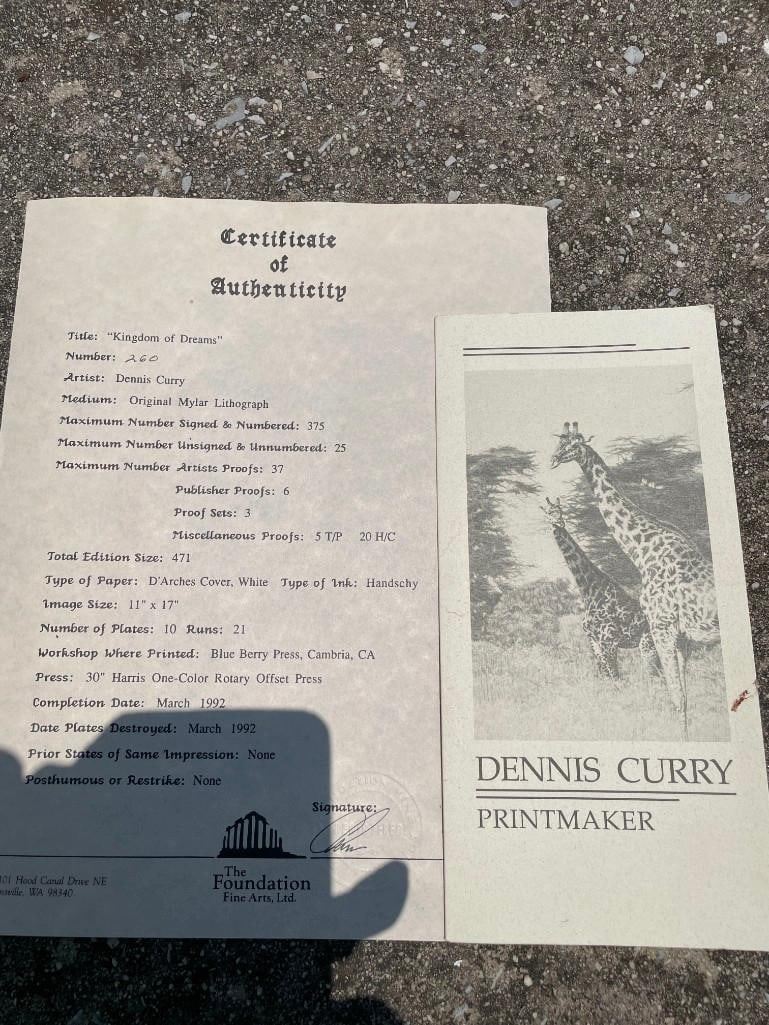 Certificate
of
Authenticity
Title: "Kingdom of Dreams"
Number: 260
Artist: Dennis Curry
Medium: Original Mylar Lithograph
Maximum Number Signed & Numbered: 375
Maximum Number Unsigned & Unnumbered: 25
Maximum Number Artists Proofs: 37
Publisher Proofs: 6
Proof Sets: 3
Miscellaneous Proofs: 5 T/P 20 H/C
Total Edition Size: 471
Type of Paper: D'Arches Cover, White Type of Ink: Handschy
Image Size: 11" x 17"
Number of Plates: 10 Runs: 21
Workshop Where Printed: Blue Berry Press, Cambria, CA
Press: 30" Harris One-Color Rotary Offset Press
Completion Date: March 1992
Date Plates Destroyed: March 1992
Prior States of Same Impression: None
Posthumous or Restrike: None
Signature:
The
Foundation
Fine Arts, Ltd.
Hood Canal Drive NE
WA 98340
DENNIS CURRY
PRINTMAKER